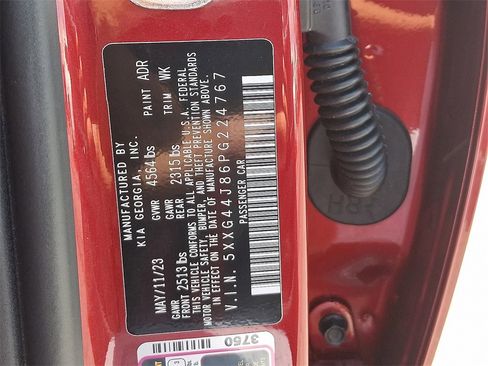 MANUFACTURED BY
KIA GEORGIA, INC.
PAINT ADR
GVWR 4564 lbs
TRIM WK
MAY/11/23
GAWR FRONT 2513 lbs
GAWR REAR 2315 lbs
THIS VEHICLE CONFORMS TO ALL APPLICABLE U.S.A. FEDERAL
MOTOR VEHICLE SAFETY, BUMPER, AND THEFT PREVENTION STANDARDS
IN EFFECT ON THE DATE OF MANUFACTURE SHOWN ABOVE.
V.I.N. 5XXG44J86PG224767
PASSENGER CAR
3750